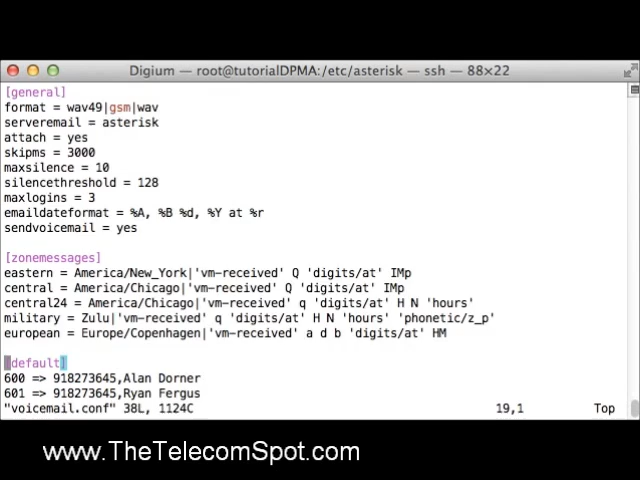 Digium — root@tutorialDPMA:/etc/asterisk — ssh — 88×22
[general]
format = wav49|gsm|wav
serveremail = asterisk
attach = yes
skipms = 3000
maxsilence = 10
silencethreshold = 128
maxlogins = 3
emaildateformat = %A, %B %d, %Y at %r
sendvoicemail = yes
[zonemessages]
eastern = America/New_York|'vm-received' Q 'digits/at' IMp
central = America/Chicago|'vm-received' Q 'digits/at' IMp
central24 = America/Chicago|'vm-received' q 'digits/at' H N 'hours'
military = Zulu|'vm-received' q 'digits/at' H N 'hours' 'phonetic/z_p'
european = Europe/Copenhagen|'vm-received' a d b 'digits/at' HM
[default]
600 => 918273645,Alan Dorner
601 => 918273645,Ryan Fergus
"voicemail.conf" 38L, 1124C 19,1 Top
www.TheTelecomSpot.com